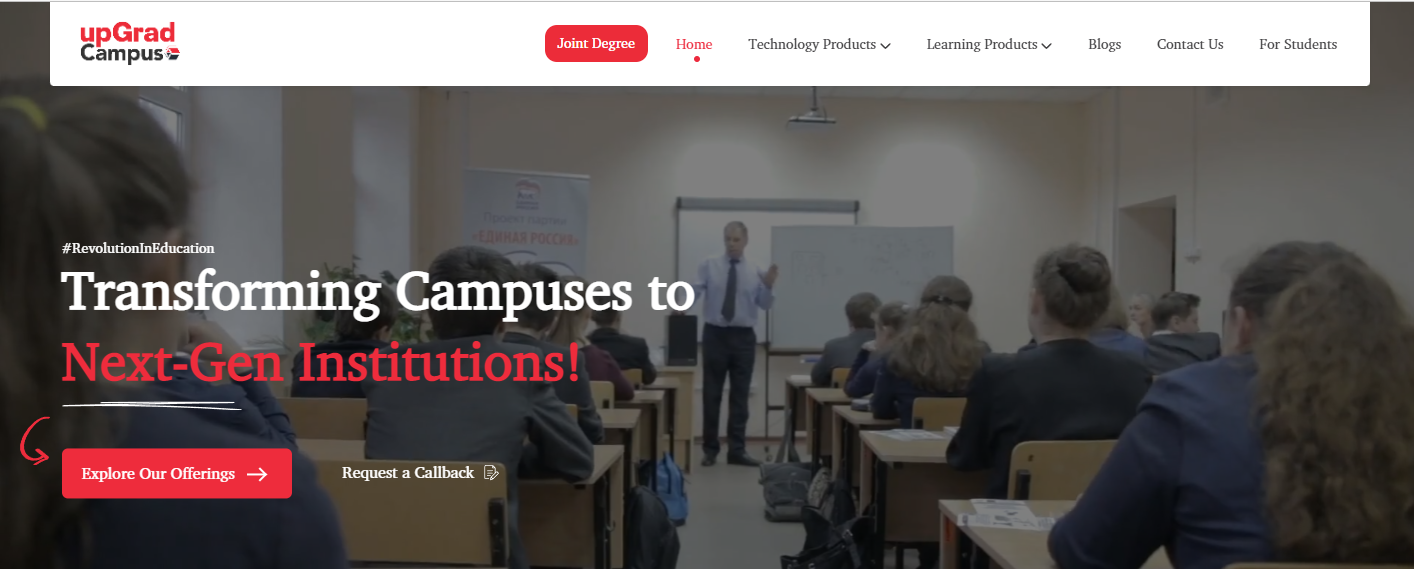 upGrad
Campus
Joint Degree
Home
Technology Products
Learning Products
Blogs
Contact Us
For Students
Проект партии
«ЕДИНАЯ РОССИЯ»
#RevolutionInEducation
Transforming Campuses to
Next-Gen Institutions!
Explore Our Offerings
Request a Callback